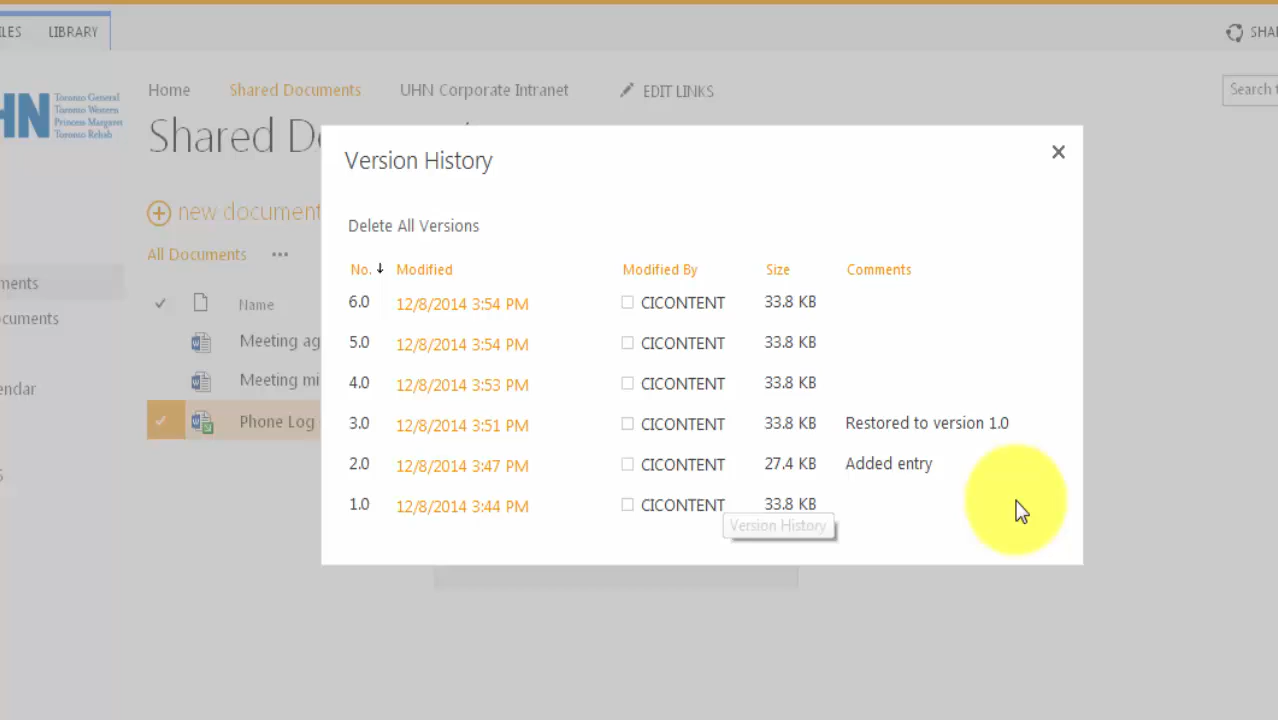 LIBRARY
Toronto General
Toronto Western
Princess Margaret
Toronto Rehab
Home Shared Documents UHN Corporate Intranet EDIT LINKS
Search
Shared
Version History
new document
Delete All Versions
All Documents ...
No. Modified Modified By Size Comments
Name
6.0 12/8/2014 3:54 PM CICONTENT 33.8 KB
5.0 12/8/2014 3:54 PM CICONTENT 33.8 KB
Meeting
4.0 12/8/2014 3:53 PM CICONTENT 33.8 KB
Meeting
3.0 12/8/2014 3:51 PM CICONTENT 33.8 KB Restored to version 1.0
Phone Log
2.0 12/8/2014 3:47 PM CICONTENT 27.4 KB Added entry
1.0 12/8/2014 3:44 PM CICONTENT 33.8 KB
Version History